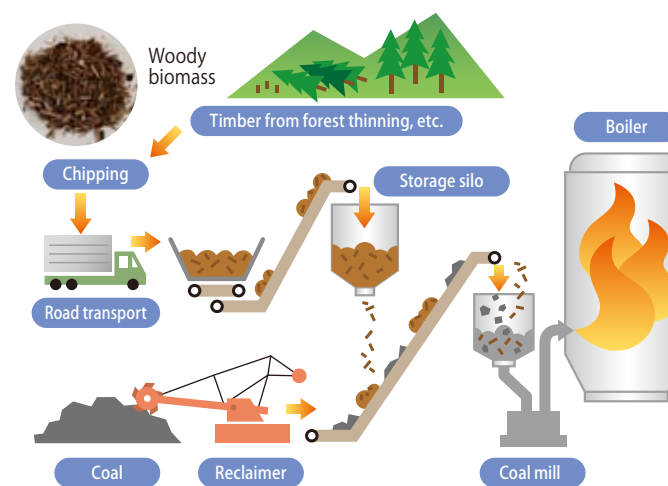 Woody
biomass
Timber from forest thinning, etc.
Boiler
Chipping
Storage silo
Road transport
Coal
Reclaimer
Coal mill